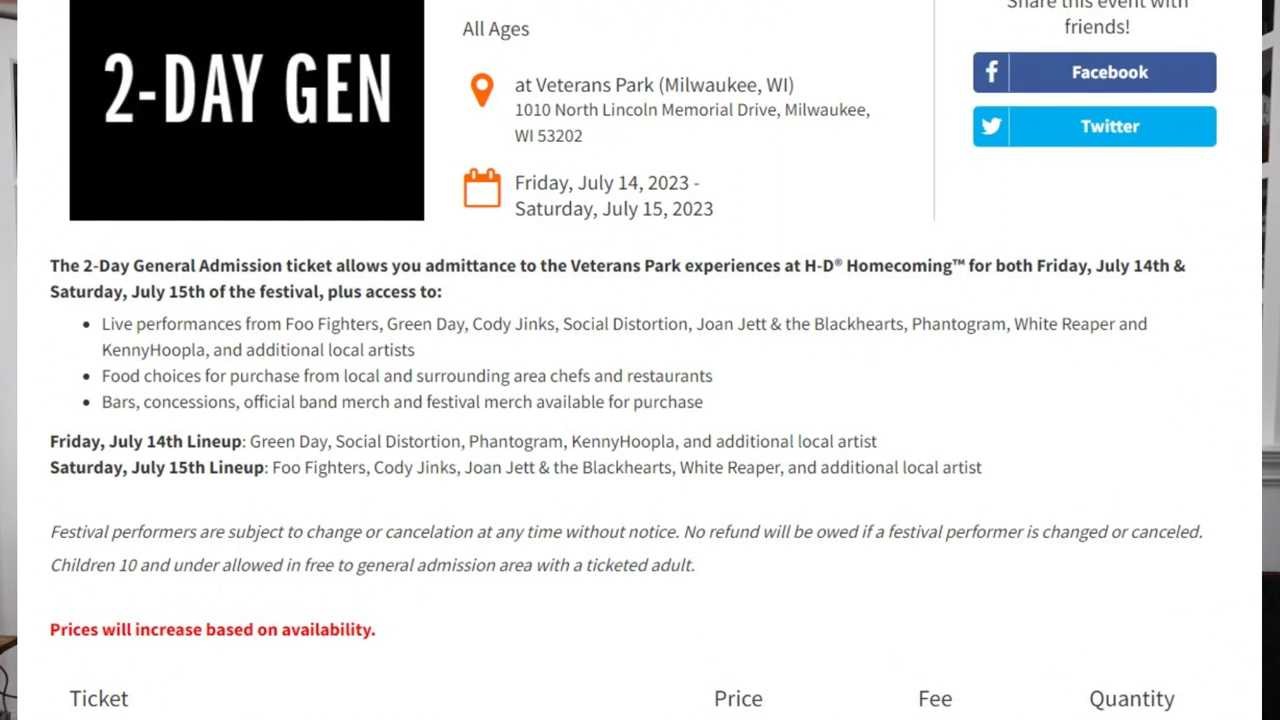 Share this event with
friends!
Facebook
Twitter
2-DAY GEN
All Ages
at Veterans Park (Milwaukee, WI)
1010 North Lincoln Memorial Drive, Milwaukee,
WI 53202
Friday, July 14, 2023 -
Saturday, July 15, 2023
The 2-Day General Admission ticket allows you admittance to the Veterans Park experiences at H-D® Homecoming™ for both Friday, July 14th &
Saturday, July 15th of the festival, plus access to:
• Live performances from Foo Fighters, Green Day, Cody Jinks, Social Distortion, Joan Jett & the Blackhearts, Phantogram, White Reaper and
KennyHoopla, and additional local artists
• Food choices for purchase from local and surrounding area chefs and restaurants
• Bars, concessions, official band merch and festival merch available for purchase
Friday, July 14th Lineup: Green Day, Social Distortion, Phantogram, KennyHoopla, and additional local artist
Saturday, July 15th Lineup: Foo Fighters, Cody Jinks, Joan Jett & the Blackhearts, White Reaper, and additional local artist
Festival performers are subject to change or cancelation at any time without notice. No refund will be owed if a festival performer is changed or canceled.
Children 10 and under allowed in free to general admission area with a ticketed adult.
Prices will increase based on availability.
Ticket Price Fee Quantity